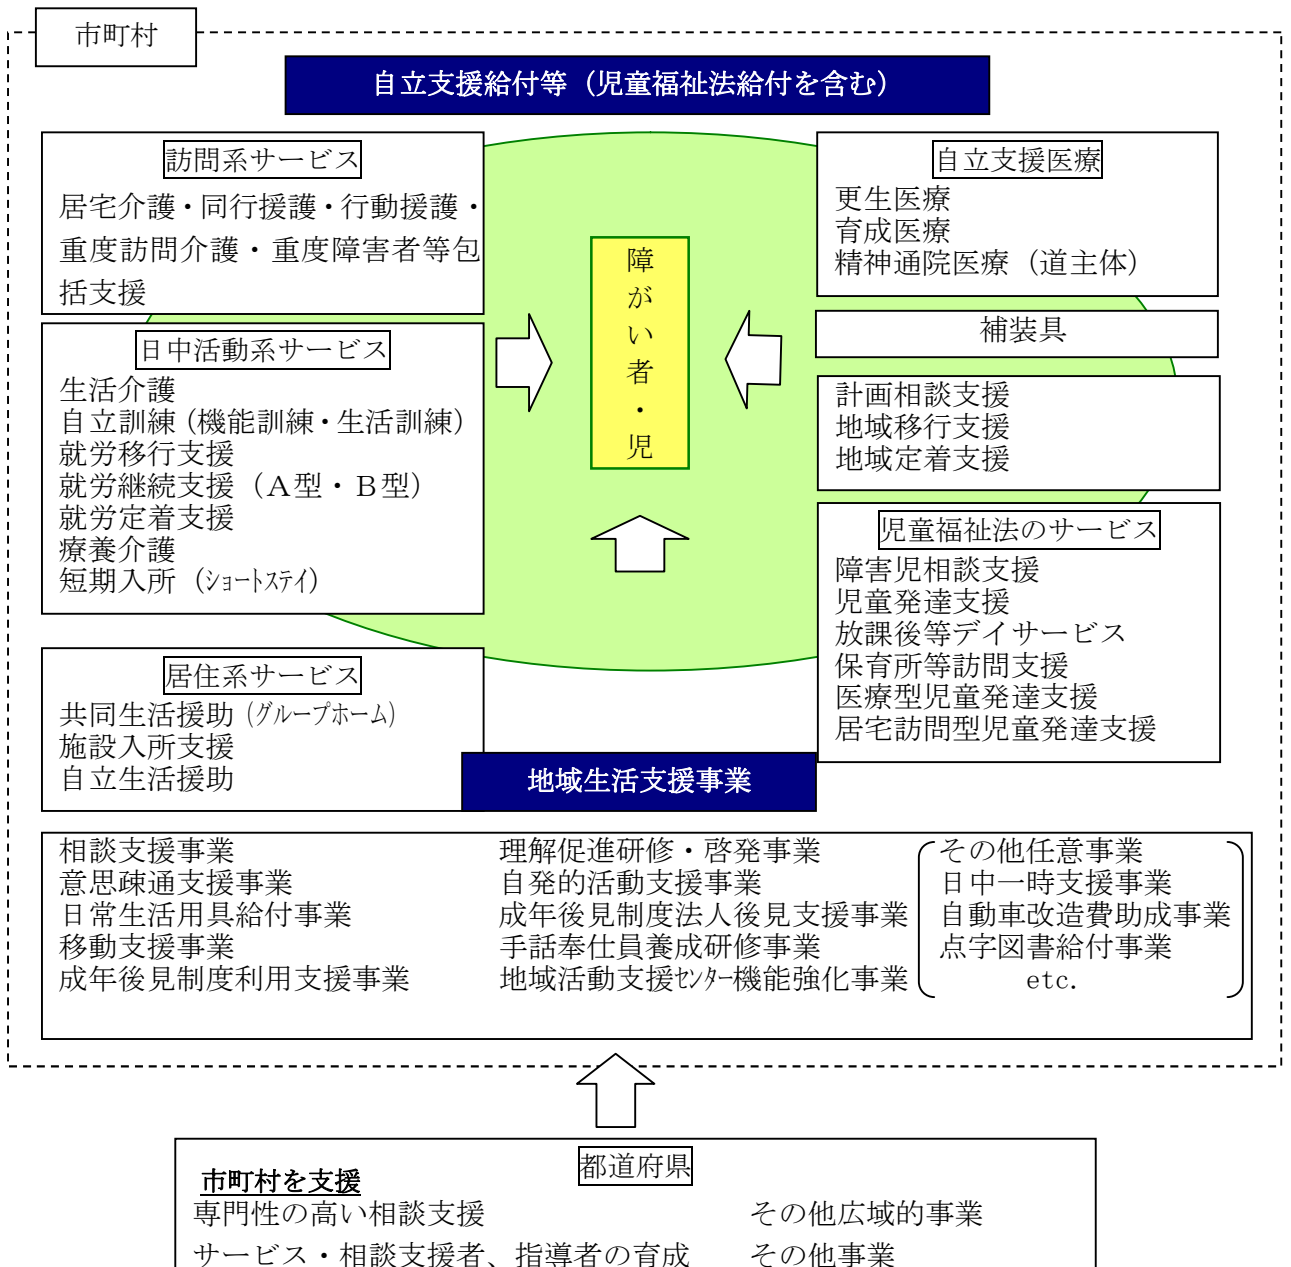 市町村
自立支援給付等（児童福祉法給付を含む）
訪問系サービス
居宅介護・同行援護・行動援護・
重度訪問介護・重度障害者等包
括支援
日中活動系サービス
生活介護
自立訓練（機能訓練・生活訓練）
就労移行支援
就労継続支援（Ａ型・Ｂ型）
就労定着支援
療養介護
短期入所（ｼｮｰﾄｽﾃｲ）
居住系サービス
共同生活援助（ｸﾞﾙｰﾌﾟﾎｰﾑ）
施設入所支援
自立生活援助
障がい者・児
自立支援医療
更生医療
育成医療
精神通院医療（道主体）
補装具
計画相談支援
地域移行支援
地域定着支援
児童福祉法のサービス
障害児相談支援
児童発達支援
放課後等デイサービス
保育所等訪問支援
医療型児童発達支援
居宅訪問型児童発達支援
地域生活支援事業
相談支援事業
意思疎通支援事業
日常生活用具給付事業
移動支援事業
成年後見制度利用支援事業
理解促進研修・啓発事業
自発的活動支援事業
成年後見制度法人後見支援事業
手話奉仕員養成研修事業
地域活動支援ｾﾝﾀｰ機能強化事業
その他任意事業
日中一時支援事業
自動車改造費助成事業
点字図書給付事業
etc.
都道府県
市町村を支援
専門性の高い相談支援
その他広域的事業
サービス・相談支援者、指導者の育成
その他事業